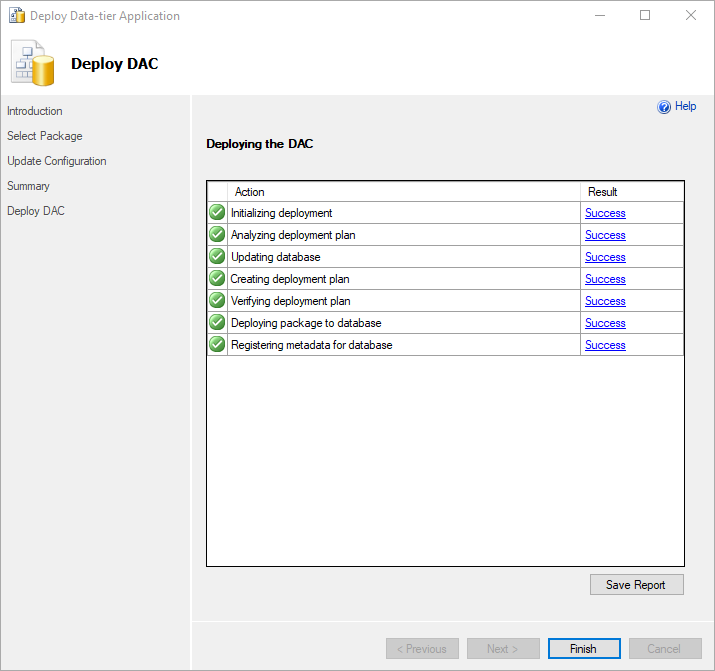 Deploy Data-tier Application
Deploy DAC
Introduction
Select Package
Update Configuration
Summary
Deploy DAC
Help
Deploying the DAC
Action Result
Initializing deployment Success
Analyzing deployment plan Success
Updating database Success
Creating deployment plan Success
Verifying deployment plan Success
Deploying package to database Success
Registering metadata for database Success
Save Report
< Previous Next > Finish Cancel